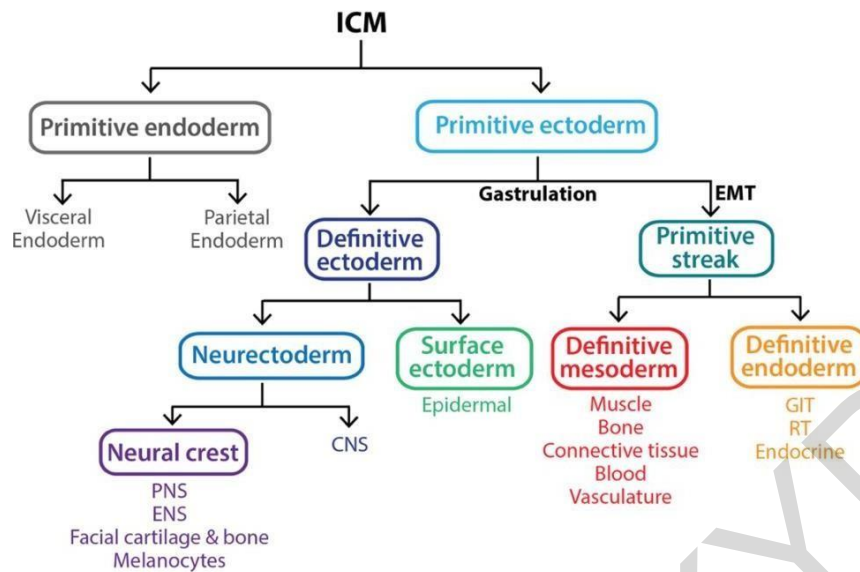 ICM
Primitive endoderm
Primitive ectoderm
Gastrulation
EMT
Visceral
Endoderm
Parietal
Endoderm
Definitive
ectoderm
Primitive
streak
Neurectoderm
Surface
ectoderm
Definitive
mesoderm
Definitive
endoderm
Epidermal
Muscle
Bone
Connective tissue
Blood
Vasculature
GIT
RT
Endocrine
Neural crest
CNS
PNS
ENS
Facial cartilage & bone
Melanocytes